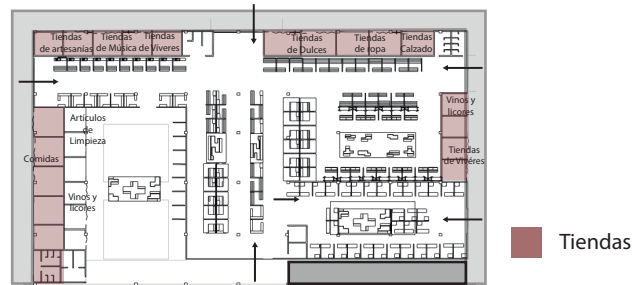 Tiendas
de artesanías
Tiendas
de Música
Tiendas
de Víveres
Tiendas
de Dulces
Tiendas
de ropa
Tiendas
Calzado
Vinos y
licores
Tiendas
de Vivéres
Artículos
de
Limpieza
Comidas
Vinos y
licores
Tiendas